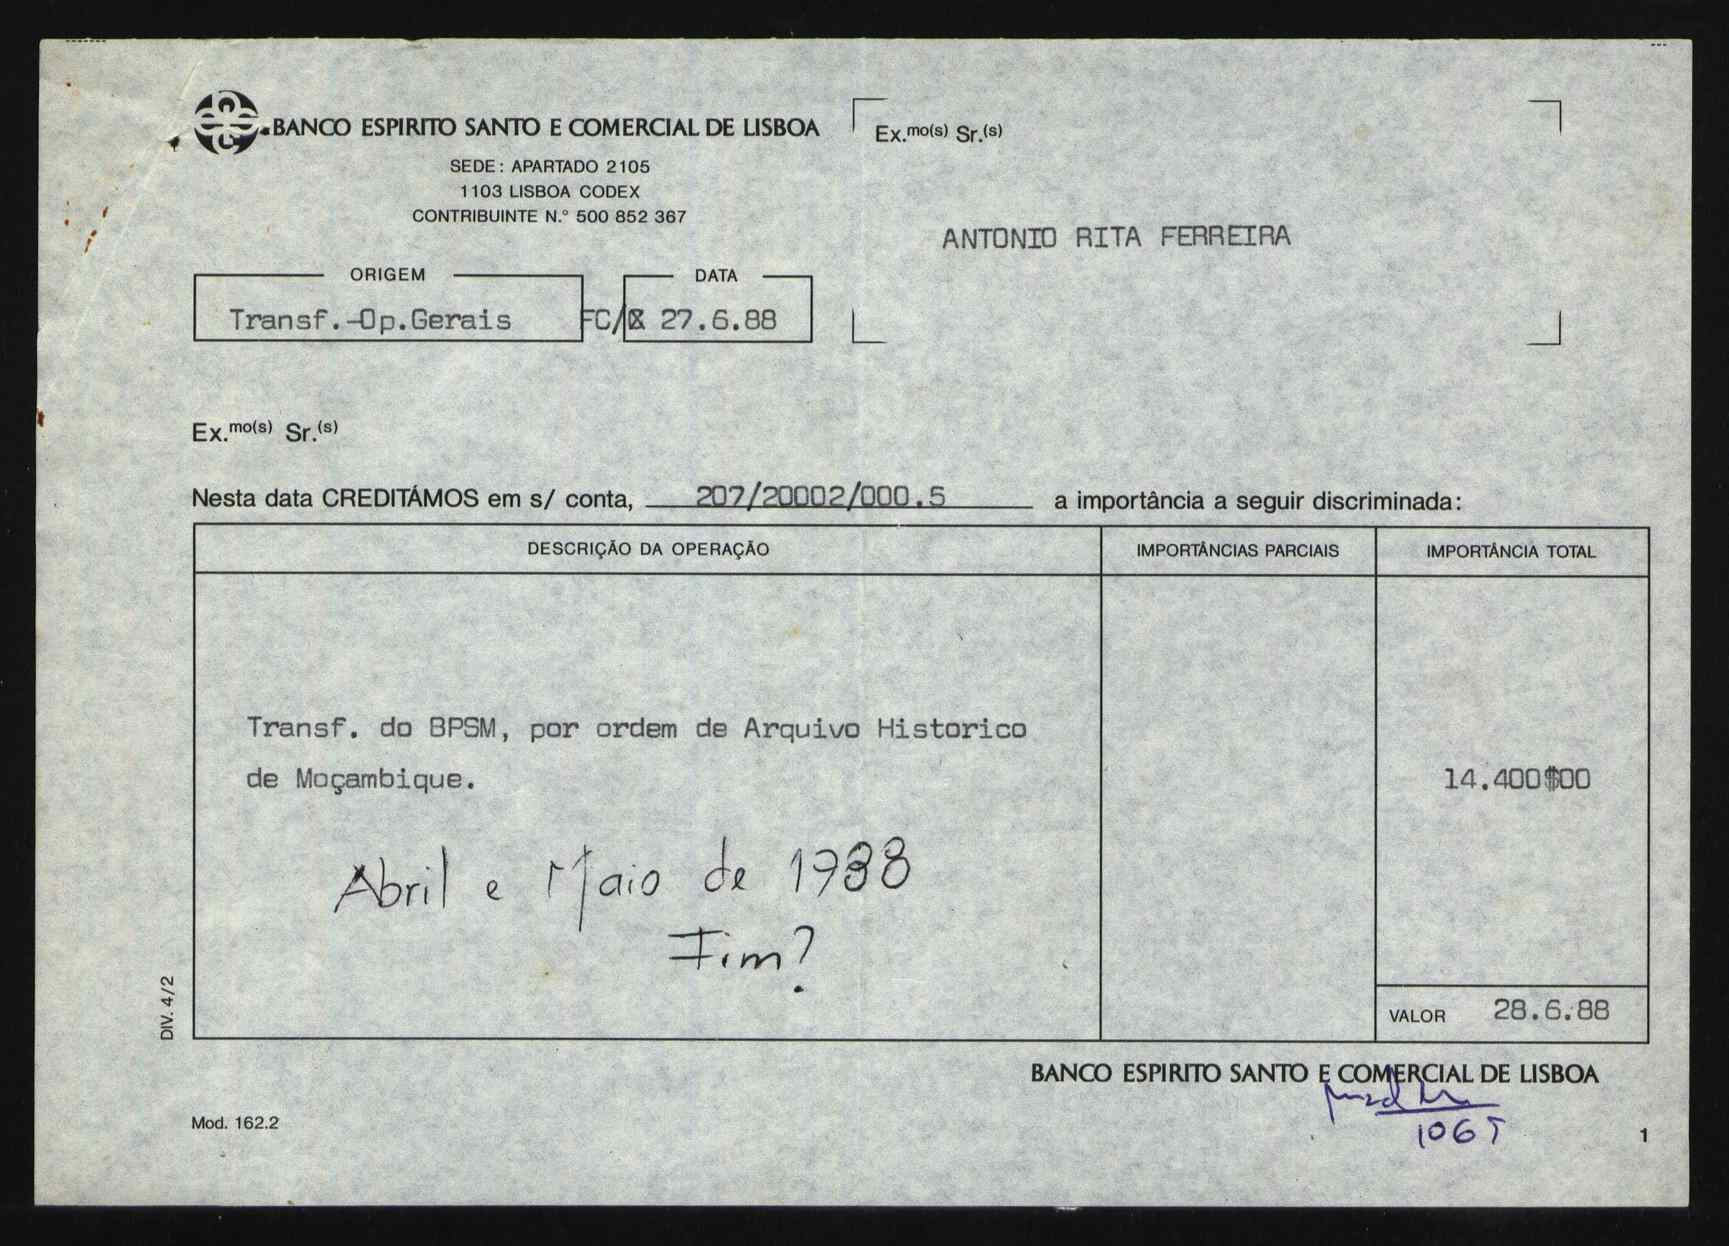 BANCO ESPIRITO SANTO E COMERCIAL DE LISBOA
SEDE: APARTADO 2105
1103 LISBOA CODEX
CONTRIBUINTE N.º 500 852 367
Ex.mo(s) Sr.(s)
ANTONIO RITA FERREIRA
ORIGEM
Transf.-Op.Gerais
DATA
FC/ 27.6.88
Ex.mo(s) Sr.(s)
Nesta data CREDITÁMOS em s/ conta, 207/20002/000.5 a importância a seguir discriminada:
DESCRIÇÃO DA OPERAÇÃO
IMPORTÂNCIAS PARCIAIS
IMPORTÂNCIA TOTAL
Transf. do BPSM, por ordem de Arquivo Historico
de Moçambique.
14.400$00
Abril e Maio de 1988
Fim?
VALOR 28.6.88
DIV. 4/2
BANCO ESPIRITO SANTO E COMERCIAL DE LISBOA
Mod. 162.2
1